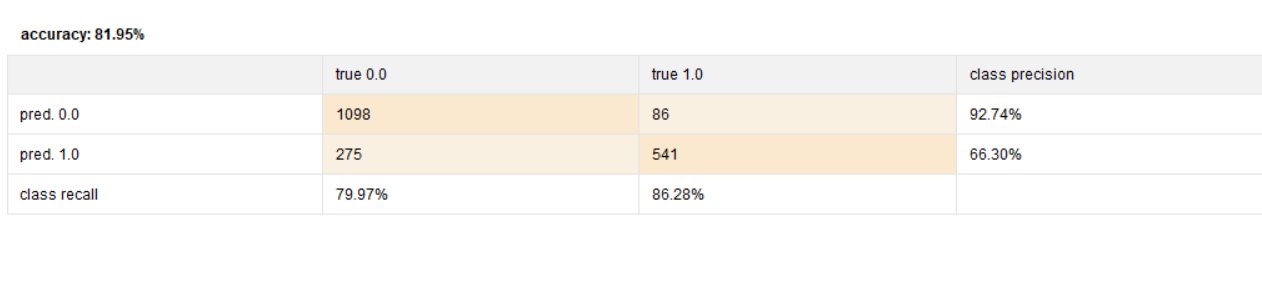 accuracy: 81.95%
true 0.0 true 1.0 class precision
pred. 0.0 1098 86 92.74%
pred. 1.0 275 541 66.30%
class recall 79.97% 86.28%